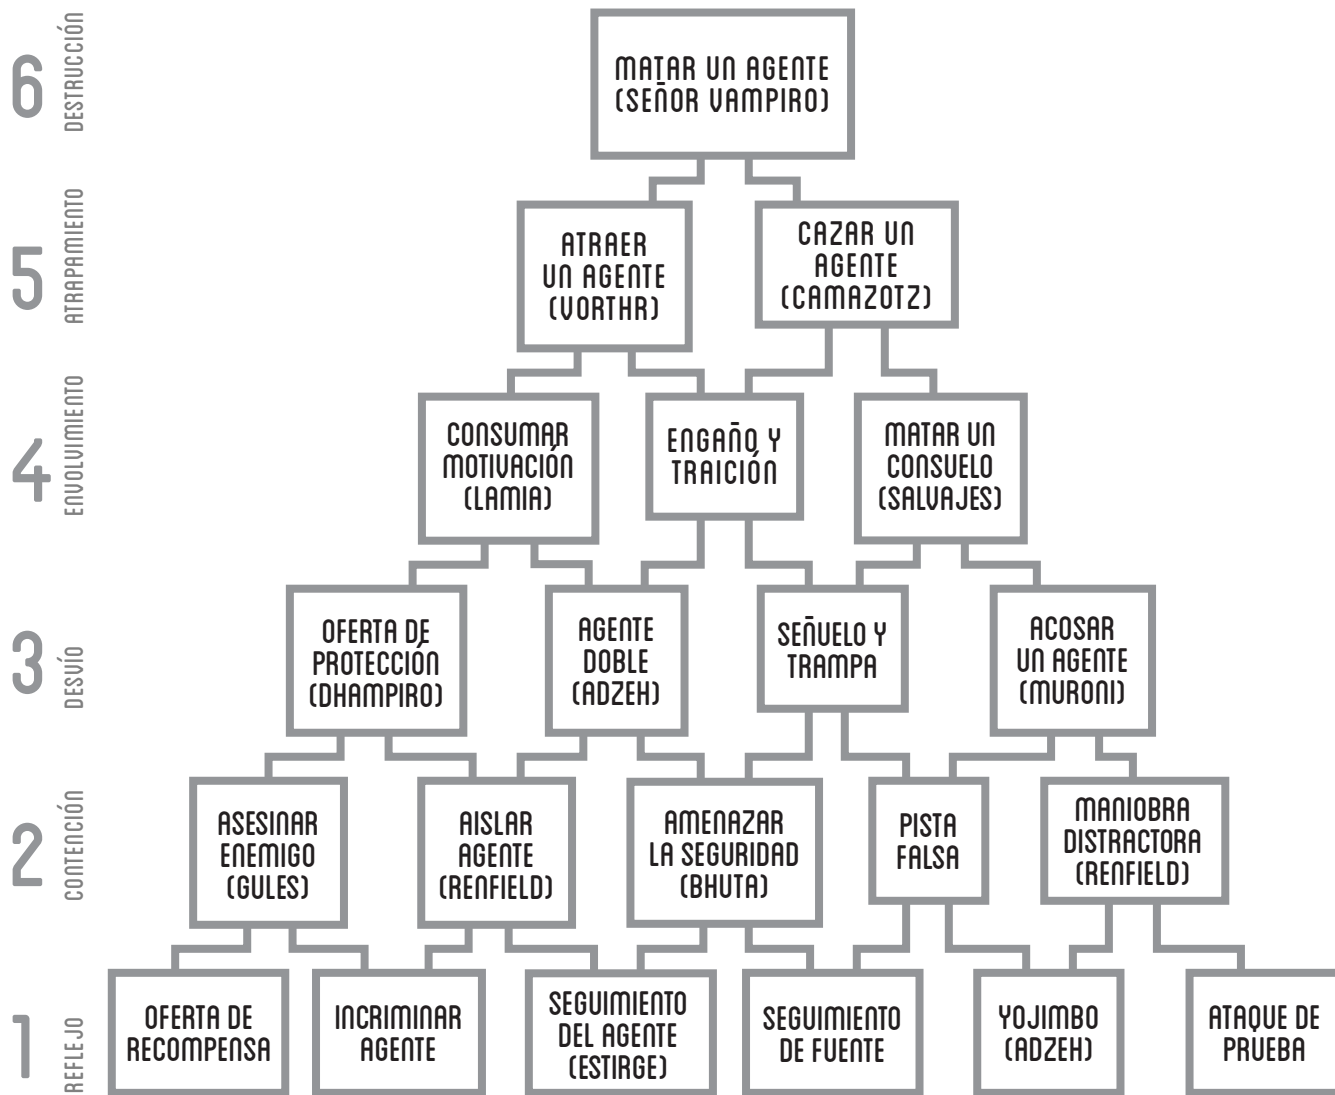 6
DESTRUCCIÓN
MATAR UN AGENTE
(SEÑOR VAMPIRO)
5
ATRAPAMIENTO
ATRAER
UN AGENTE
(VORTHR)
CAZAR UN
AGENTE
(CAMAZOTZ)
4
ENVOLVIMIENTO
CONSUMAR
MOTIVACIÓN
(LAMIA)
ENGAÑO Y
TRAICIÓN
MATAR UN
CONSUELO
(SALVAJES)
3
DESVÍO
OFERTA DE
PROTECCIÓN
(DHAMPIRO)
AGENTE
DOBLE
(ADZEH)
SEÑUELO Y
TRAMPA
ACOSAR
UN AGENTE
(MURONI)
2
CONTENCIÓN
ASESINAR
ENEMIGO
(GULES)
AISLAR
AGENTE
(RENFIELD)
AMENAZAR
LA SEGURIDAD
(BHUTA)
PISTA
FALSA
MANIOBRA
DISTRACTORA
(RENFIELD)
1
REFLEJO
OFERTA DE
RECOMPENSA
INCRIMINAR
AGENTE
SEGUIMIENTO
DEL AGENTE
(ESTIRGE)
SEGUIMIENTO
DE FUENTE
YOJIMBO
(ADZEH)
ATAQUE DE
PRUEBA